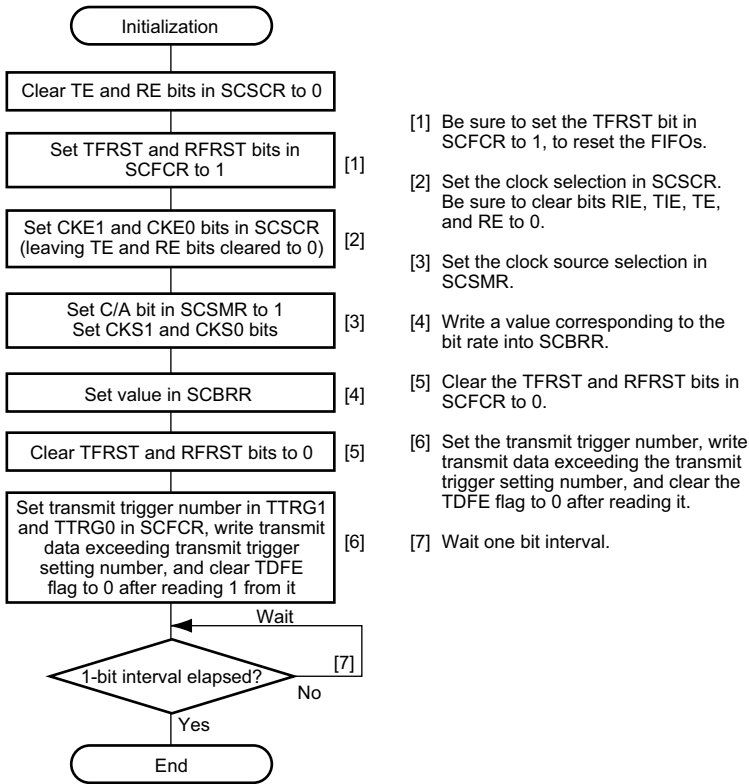 Initialization
Clear TE and RE bits in SCSCR to 0
Set TFRST and RFRST bits in
SCFCR to 1
[1]
Set CKE1 and CKE0 bits in SCSCR
(leaving TE and RE bits cleared to 0)
[2]
Set C/A bit in SCSMR to 1
Set CKS1 and CKS0 bits
[3]
Set value in SCBRR
[4]
Clear TFRST and RFRST bits to 0
[5]
Set transmit trigger number in TTRG1
and TTRG0 in SCFCR, write transmit
data exceeding transmit trigger
setting number, and clear TDFE
flag to 0 after reading 1 from it
[6]
Wait
1-bit interval elapsed?
[7]
No
Yes
End
[1] Be sure to set the TFRST bit in
SCFCR to 1, to reset the FIFOs.
[2] Set the clock selection in SCSCR.
Be sure to clear bits RIE, TIE, TE,
and RE to 0.
[3] Set the clock source selection in
SCSMR.
[4] Write a value corresponding to the
bit rate into SCBRR.
[5] Clear the TFRST and RFRST bits in
SCFCR to 0.
[6] Set the transmit trigger number, write
transmit data exceeding the transmit
trigger setting number, and clear the
TDFE flag to 0 after reading it.
[7] Wait one bit interval.